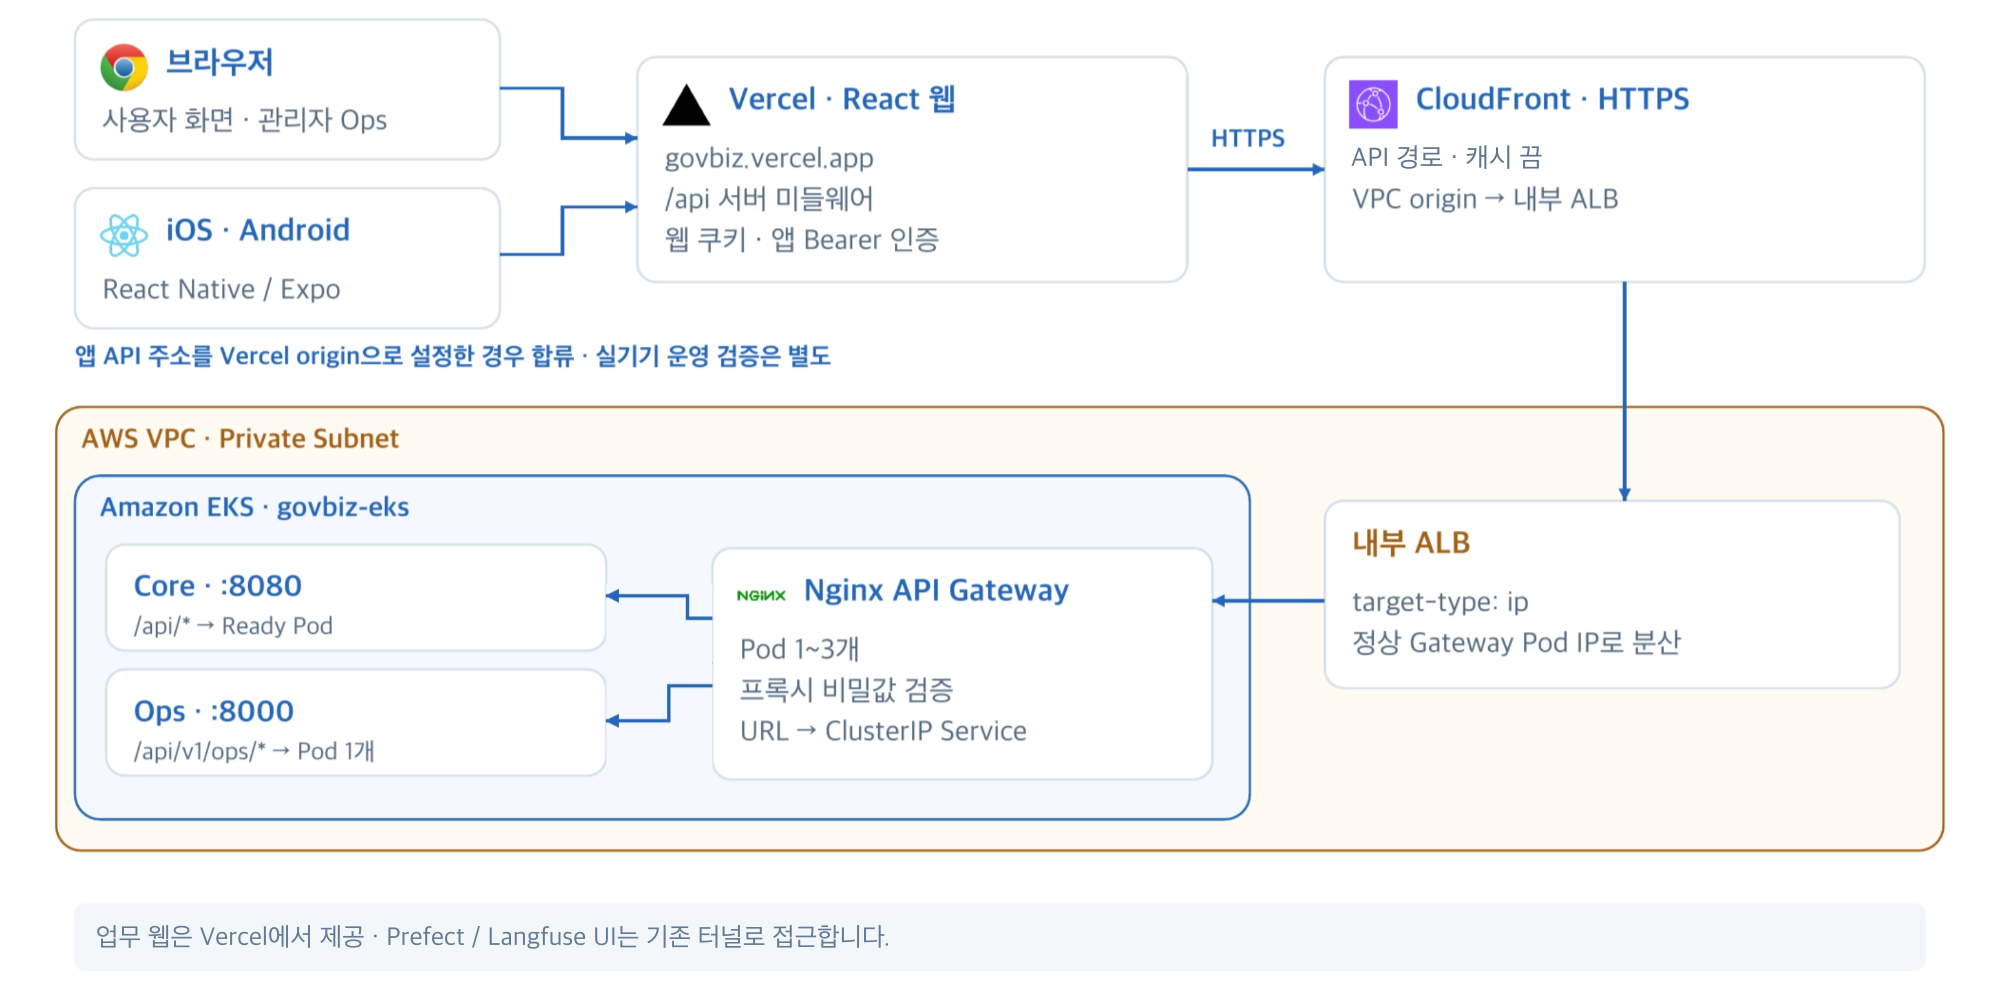 브라우저
사용자 화면 · 관리자 Ops
iOS · Android
React Native / Expo
앱 API 주소를 Vercel origin으로 설정한 경우 합류 · 실기기 운영 검증은 별도
Vercel · React 웹
govbiz.vercel.app
/api 서버 미들웨어
웹 쿠키 · 앱 Bearer 인증
HTTPS
CloudFront · HTTPS
API 경로 · 캐시 끔
VPC origin → 내부 ALB
AWS VPC · Private Subnet
Amazon EKS · govbiz-eks
Core · :8080
/api/* → Ready Pod
Ops · :8000
/api/v1/ops/* → Pod 1개
NGINX Nginx API Gateway
Pod 1~3개
프록시 비밀값 검증
URL → ClusterIP Service
내부 ALB
target-type: ip
정상 Gateway Pod IP로 분산
업무 웹은 Vercel에서 제공 · Prefect / Langfuse UI는 기존 터널로 접근합니다.